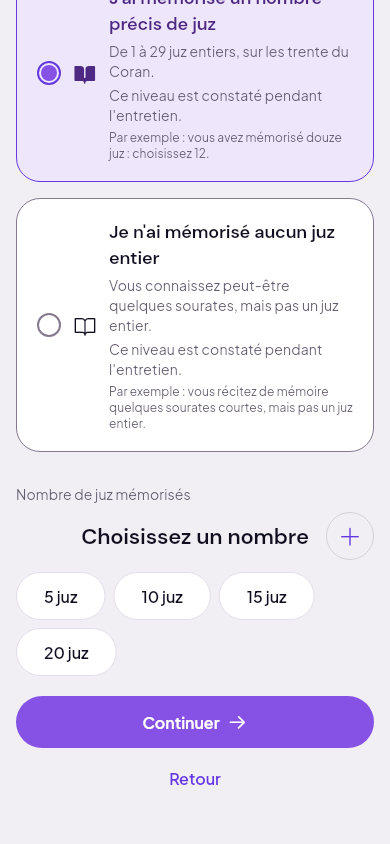 J'ai mémorisé un nombre
précis de juz
De 1 à 29 juz entiers, sur les trente du
Coran.
Ce niveau est constaté pendant
l'entretien.
Par exemple : vous avez mémorisé douze
juz : choisissez 12.
Je n'ai mémorisé aucun juz
entier
Vous connaissez peut-être
quelques sourates, mais pas un juz
entier.
Ce niveau est constaté pendant
l'entretien.
Par exemple : vous récitez de mémoire
quelques sourates courtes, mais pas un juz
entier.
Nombre de juz mémorisés
Choisissez un nombre
5 juz
10 juz
15 juz
20 juz
Continuer
Retour